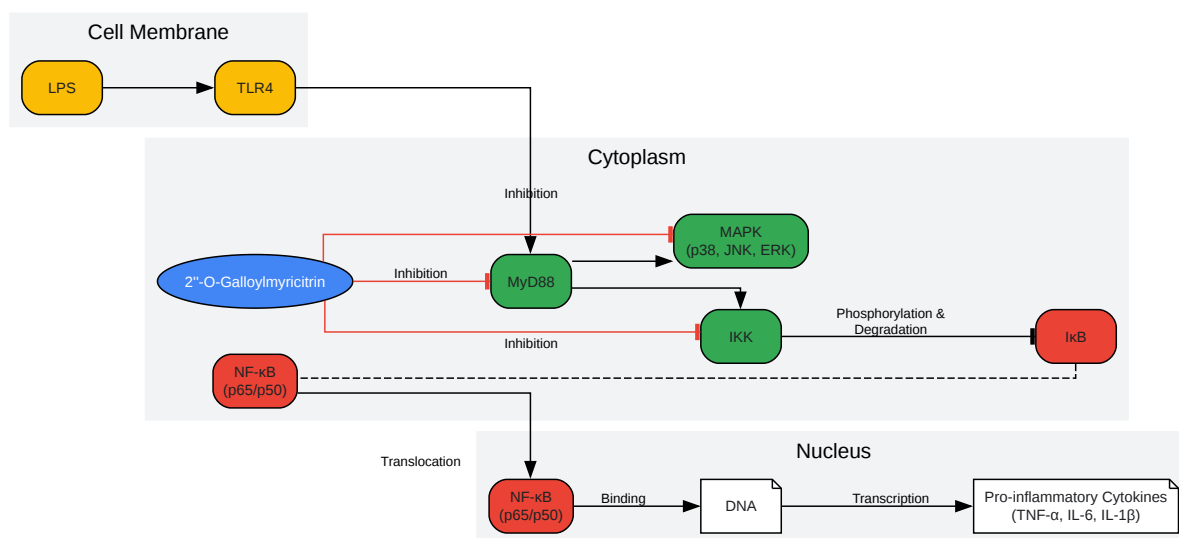 Cell Membrane
LPS
TLR4
Cytoplasm
Inhibition
MAPK
(p38, JNK, ERK)
2''-O-Galloylmyricitrin
Inhibition
MyD88
Phosphorylation &
Degradation
IKK
IκB
Inhibition
NF-κB
(p65/p50)
Nucleus
Translocation
NF-κB
(p65/p50)
Binding
DNA
Transcription
Pro-inflammatory Cytokines
(TNF-α, IL-6, IL-1β)